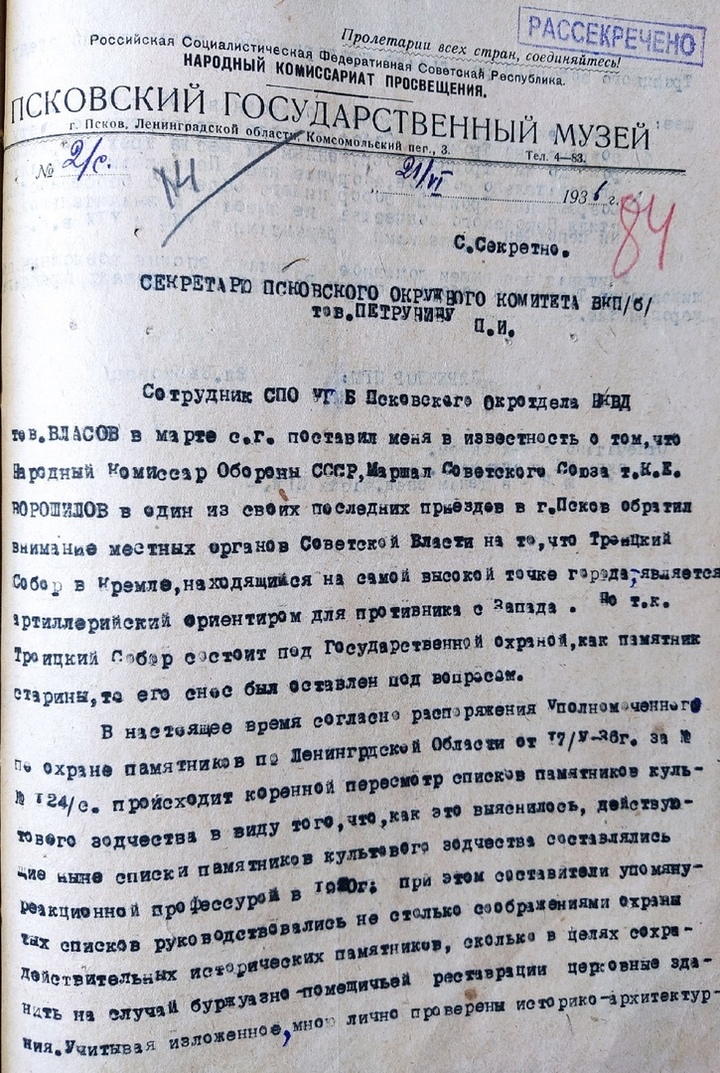 РАССЕКРЕЧЕНО
Пролетарии всех стран, соединяйтесь!
Российская Социалистическая Федеративная Советская Республика.
НАРОДНЫЙ КОМИССАРИАТ ПРОСВЕЩЕНИЯ.
ПСКОВСКИЙ ГОСУДАРСТВЕННЫЙ МУЗЕЙ
г. Псков, Ленинградской области, Комсомольский пег., 3. Тел. 4—83.
№ 2/с. 21/VI 1936 г.
74
84
С.Секретно.
СЕКРЕТАРЮ ПСКОВСКОГО ОКРУЖНОГО КОМИТЕТА ВКП/б/
тов.ПЕТРУНИНУ
П.И.
Сотрудник СПО УГБ Псковского Окротдела НКВД
тов.ВЛАСОВ в марте с.г. поставил меня в известность о том,что
Народный Комиссар Обороны СССР,Маршал Советского Союза т.К.Е.
ВОРОШИЛОВ в один из своих последних приездов в г.Псков обратил
внимание местных органов Советской Власти на то,что Троицкий
Собор в Кремле,находящийся на самой высокой точке города,является
артиллерийский ориентиром для противника с Запада . Но т.к.
Троицкий Собор состоит под Государственной охраной,как памятник
старины,то его снос был оставлен под вопросом.
В настоящее время согласно распоряжения Уполномоченного
по охране памятников по Ленингрдской Области от 17/V-36г. за №
№ 124/с. происходит коренной пересмотр списков памятников куль-
тового зодчества в виду того,что,как это выяснилось, действую-
щие ныне списки памятников культового зодчества составлялись
реакционной профессурой в 1920г. при этом составители упомяну-
тых списков руководствовались не столько соображениями охраны
действительных исторических памятников, сколько в целях сохра-
нить на случай буржуазно-помещичьей реставрации церковные зда-
ния.Учитывая изложенное,мною лично проверены историко-архитектур-